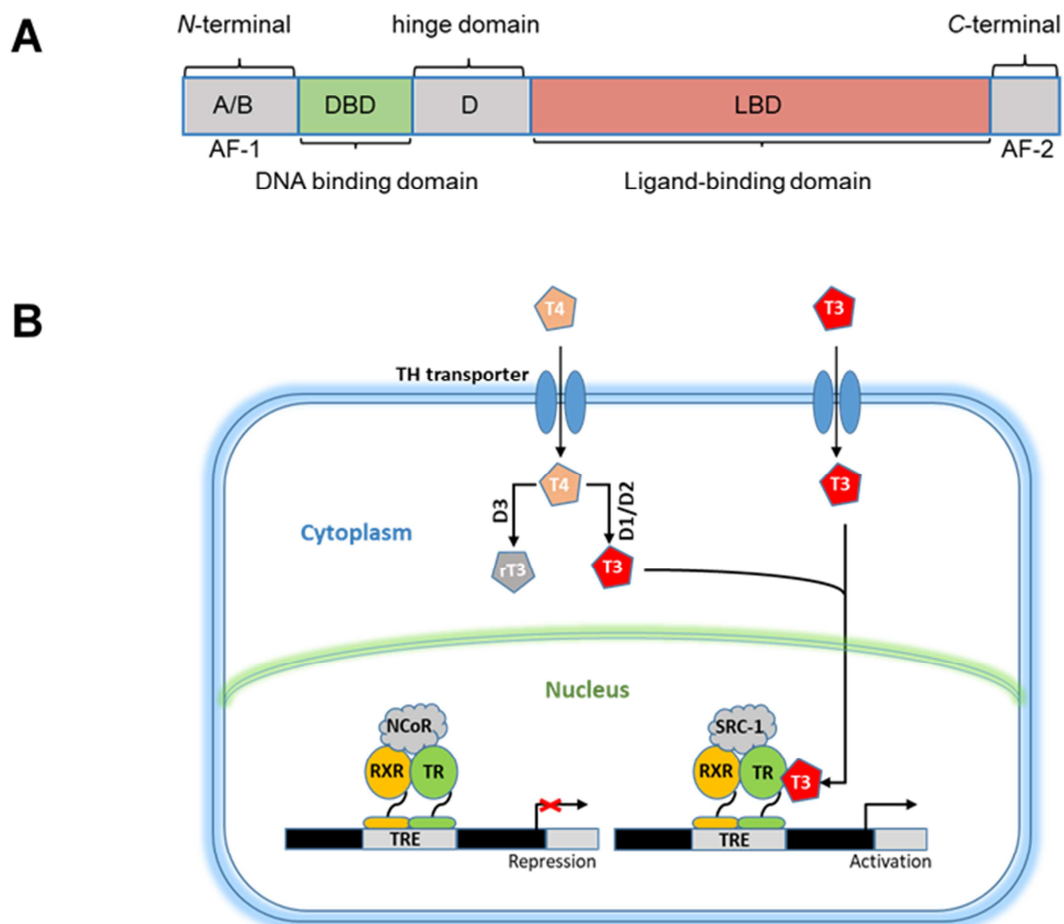 A
N-terminal
hinge domain
C-terminal
A/B
DBD
D
LBD
AF-1
AF-2
DNA binding domain
Ligand-binding domain
B
T4
T3
TH transporter
T4
T3
D3
D1/D2
Cytoplasm
rT3
T3
Nucleus
NCoR
SRC-1
RXR
TR
RXR
TR
T3
TRE
TRE
Repression
Activation